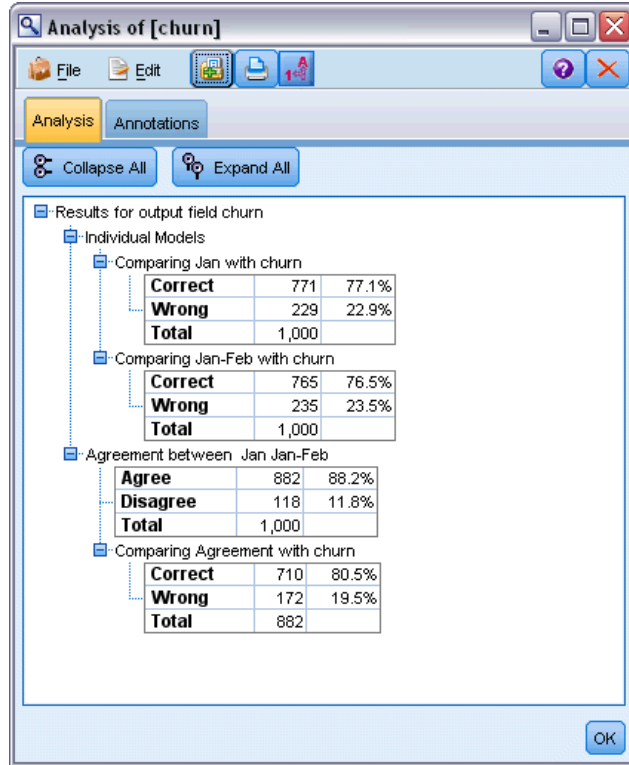 Analysis of [churn]
File Edit
Analysis Annotations
Collapse All Expand All
Results for output field churn
Individual Models
Comparing Jan with churn
Correct 771 77.1%
Wrong 229 22.9%
Total 1,000
Comparing Jan-Feb with churn
Correct 765 76.5%
Wrong 235 23.5%
Total 1,000
Agreement between Jan Jan-Feb
Agree 882 88.2%
Disagree 118 11.8%
Total 1,000
Comparing Agreement with churn
Correct 710 80.5%
Wrong 172 19.5%
Total 882
OK